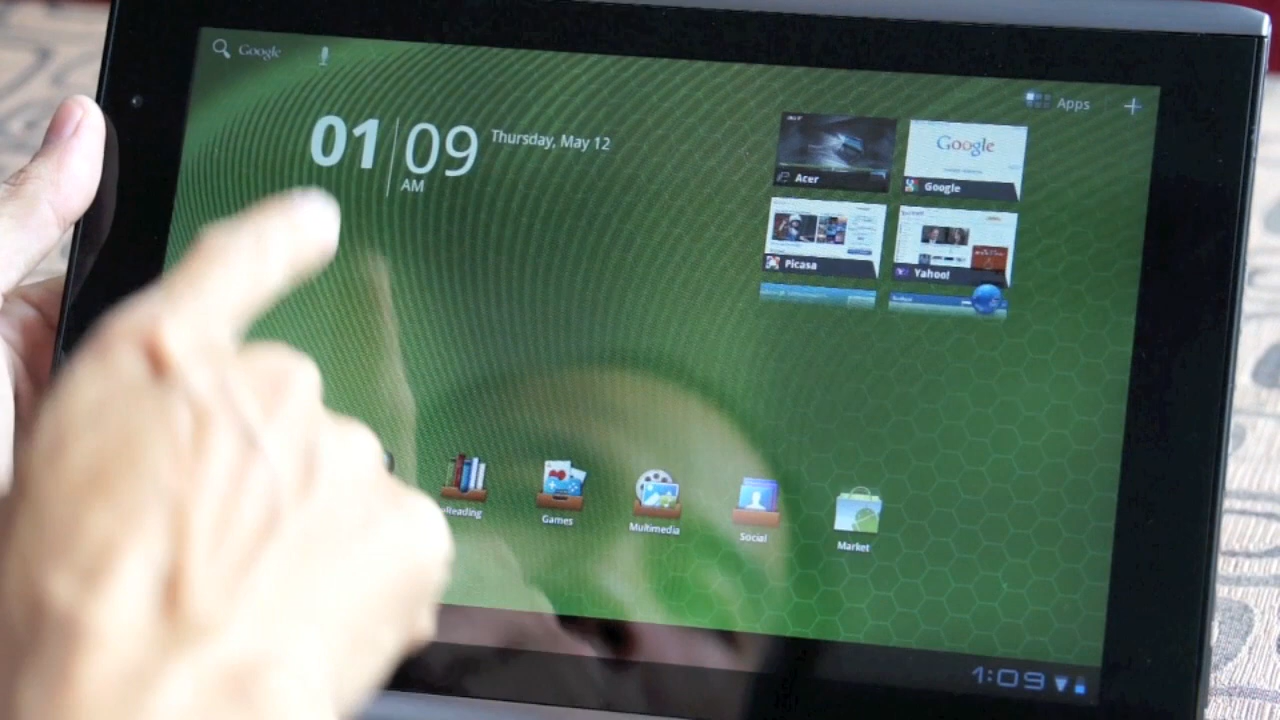 Google
Apps
01 09
AM
Thursday, May 12
Acer
Google
Google
Picasa
Yahoo!
eReading
Games
Multimedia
Social
Market
1:09